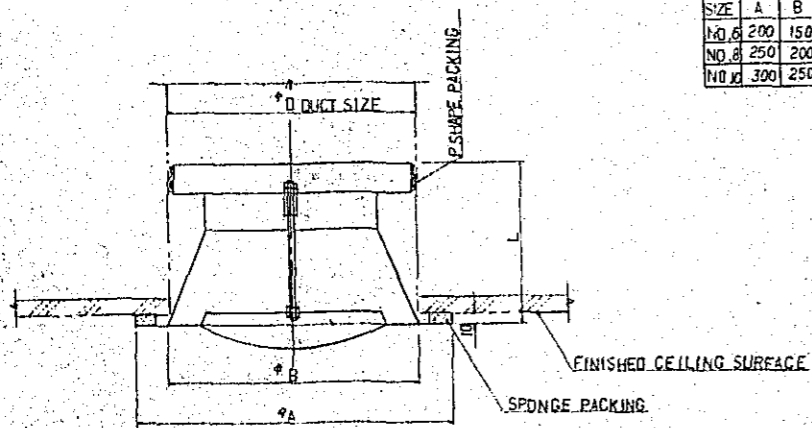 SIZE A B
NO.6 200 150
NO.8 250 200
NO.10 300 250
φD DUCT SIZE
P SHAPE PACKING
L
10
FINISHED CEILING SURFACE
φB
SPONGE PACKING
φA